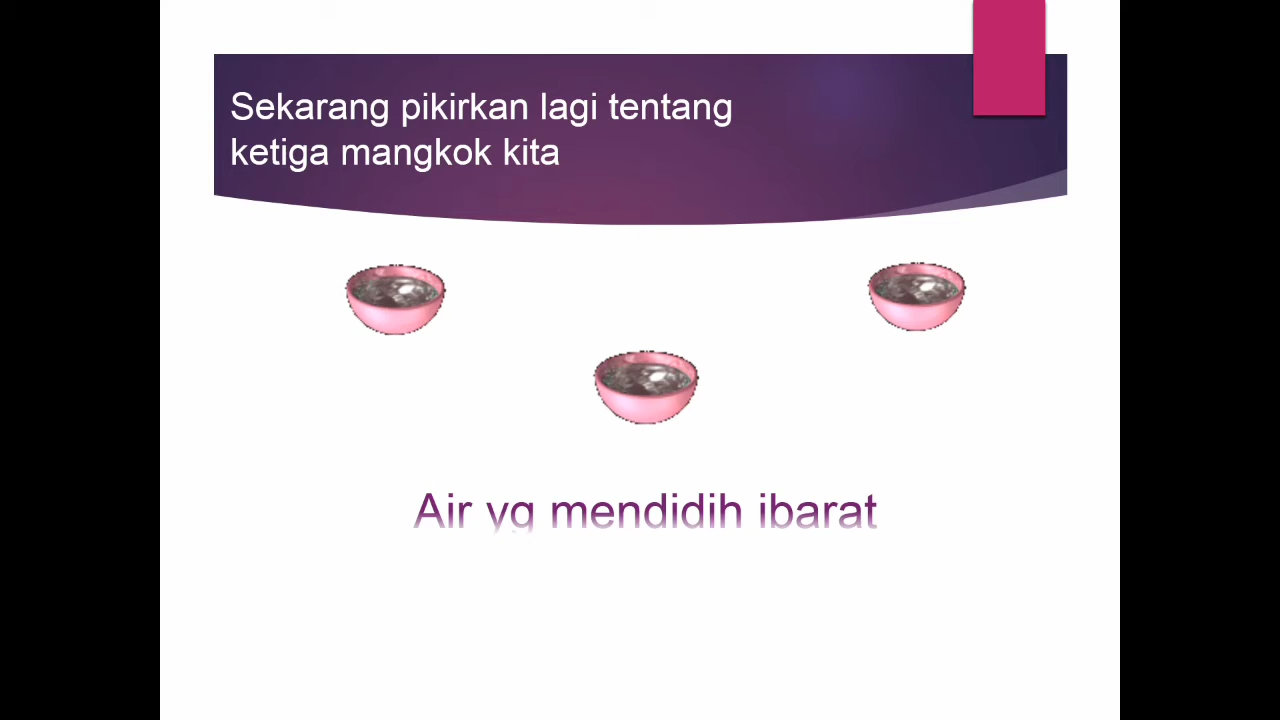 Sekarang pikirkan lagi tentang
ketiga mangkok kita
Air yg mendidih ibarat